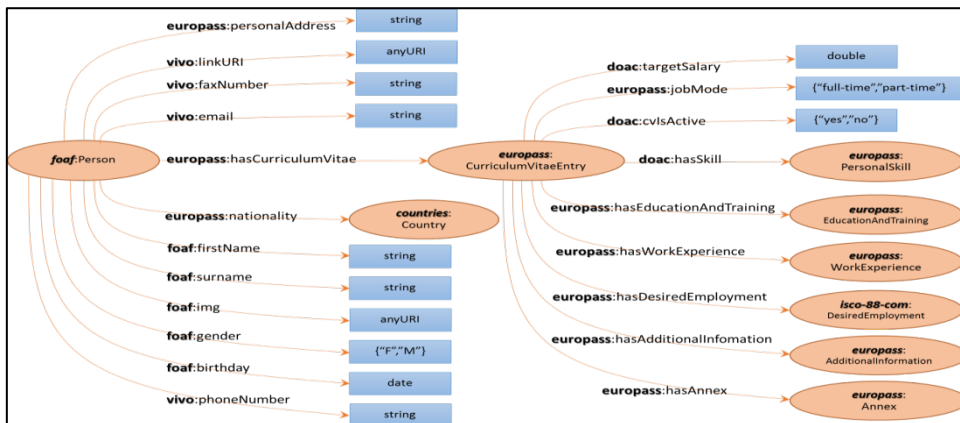 europass:personalAddress
string
vivo:linkURI
anyURI
vivo:faxNumber
string
vivo:email
string
foaf:Person
europass:hasCurriculumVitae
europass:nationality
countries:
Country
foaf:firstName
string
foaf:surname
string
foaf:img
anyURI
foaf:gender
{“F”,”M”}
foaf:birthday
date
vivo:phoneNumber
string
europass:
CurriculumVitaeEntry
doac:targetSalary
double
europass:jobMode
{“full-time”,”part-time”}
doac:cvIsActive
{“yes”,”no”}
doac:hasSkill
europass:
PersonalSkill
europass:hasEducationAndTraining
europass:
EducationAndTraining
europass:hasWorkExperience
europass:
WorkExperience
europass:hasDesiredEmployment
isco-88-com:
DesiredEmployment
europass:hasAdditionalInfomation
europass:
AdditionalInformation
europass:hasAnnex
europass:
Annex